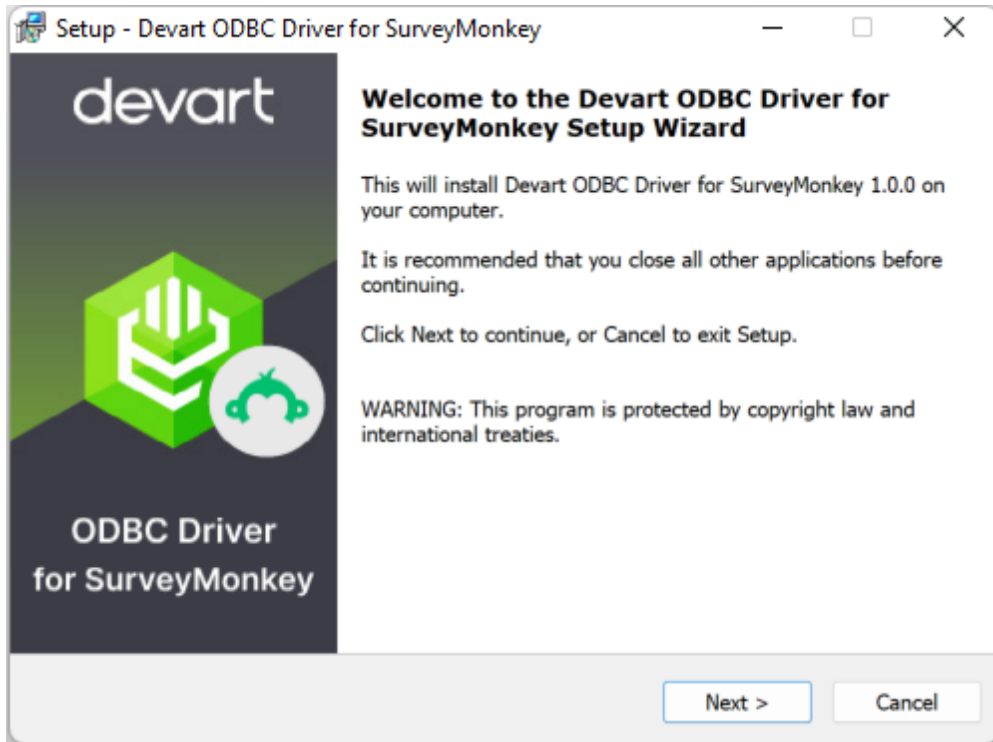 Setup - Devart ODBC Driver for SurveyMonkey
devart
Welcome to the Devart ODBC Driver for
SurveyMonkey Setup Wizard
This will install Devart ODBC Driver for SurveyMonkey 1.0.0 on
your computer.
It is recommended that you close all other applications before
continuing.
Click Next to continue, or Cancel to exit Setup.
WARNING: This program is protected by copyright law and
international treaties.
ODBC Driver
for SurveyMonkey
Next >
Cancel